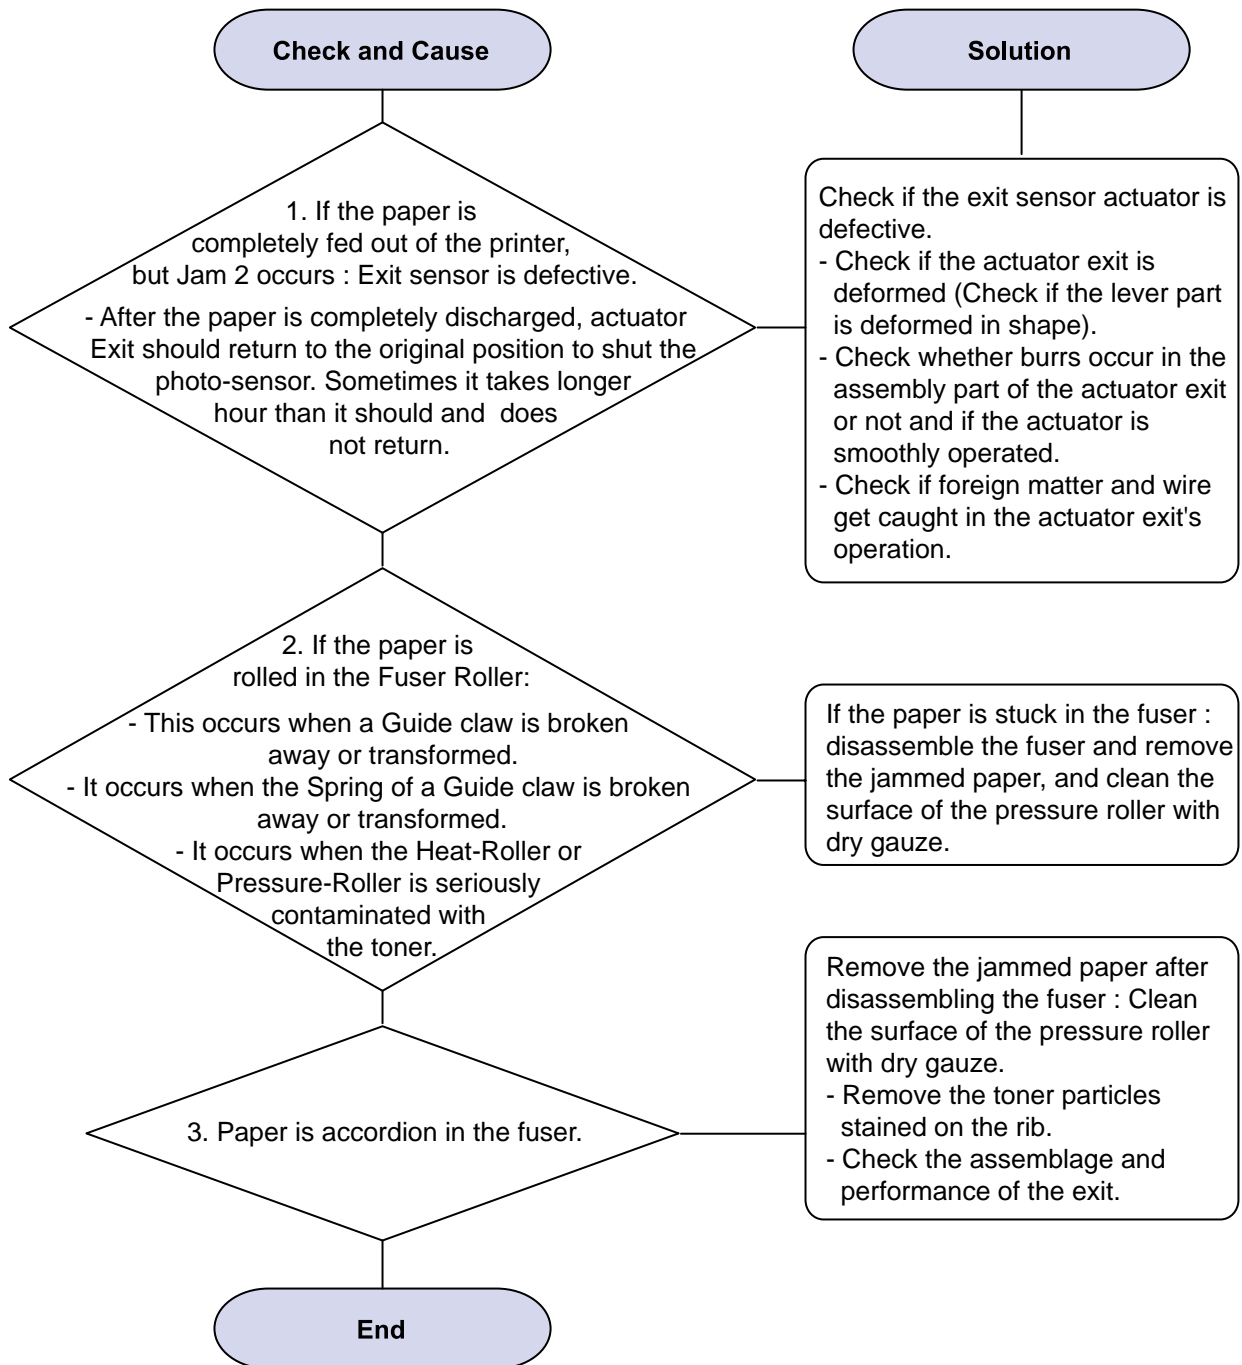 Check and Cause
Solution
1. If the paper is
completely fed out of the printer,
but Jam 2 occurs : Exit sensor is defective.
- After the paper is completely discharged, actuator
Exit should return to the original position to shut the
photo-sensor. Sometimes it takes longer
hour than it should and does
not return.
Check if the exit sensor actuator is
defective.
- Check if the actuator exit is
deformed (Check if the lever part
is deformed in shape).
- Check whether burrs occur in the
assembly part of the actuator exit
or not and if the actuator is
smoothly operated.
- Check if foreign matter and wire
get caught in the actuator exit's
operation.
2. If the paper is
rolled in the Fuser Roller:
- This occurs when a Guide claw is broken
away or transformed.
- It occurs when the Spring of a Guide claw is broken
away or transformed.
- It occurs when the Heat-Roller or
Pressure-Roller is seriously
contaminated with
the toner.
If the paper is stuck in the fuser :
disassemble the fuser and remove
the jammed paper, and clean the
surface of the pressure roller with
dry gauze.
3. Paper is accordion in the fuser.
Remove the jammed paper after
disassembling the fuser : Clean
the surface of the pressure roller
with dry gauze.
- Remove the toner particles
stained on the rib.
- Check the assemblage and
performance of the exit.
End